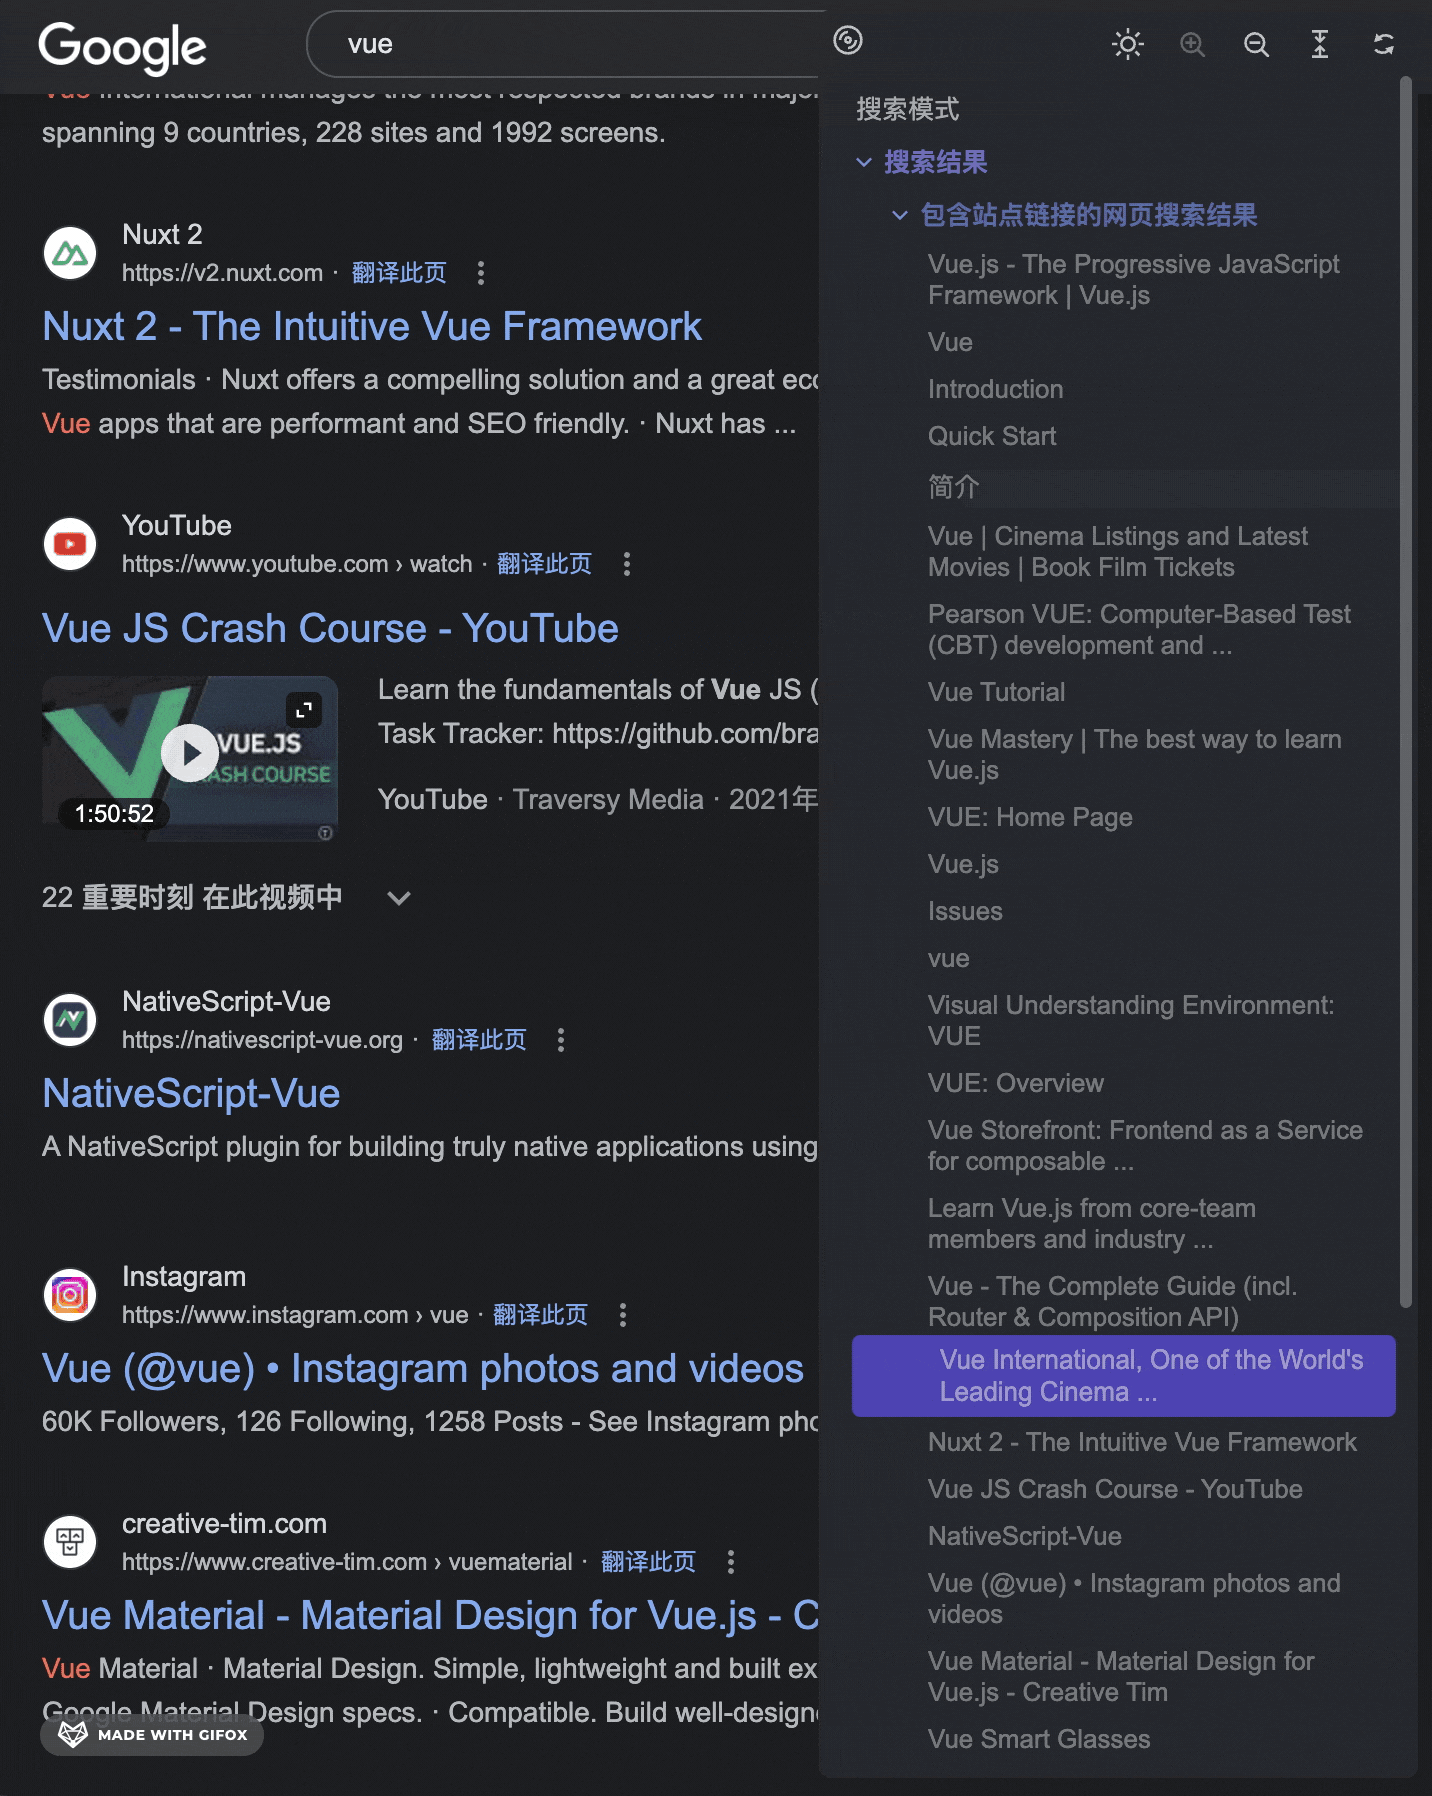 Google
vue
Vue International manages the most respected brands in major
spanning 9 countries, 228 sites and 1992 screens.
Nuxt 2
https://v2.nuxt.com · 翻译此页
Nuxt 2 - The Intuitive Vue Framework
Testimonials · Nuxt offers a compelling solution and a great eco
Vue apps that are performant and SEO friendly. · Nuxt has ...
YouTube
https://www.youtube.com › watch · 翻译此页
Vue JS Crash Course - YouTube
VUE.JS
CRASH COURSE
1:50:52
Learn the fundamentals of Vue JS (
Task Tracker: https://github.com/bra
YouTube · Traversy Media · 2021年
22 重要时刻 在此视频中
NativeScript-Vue
https://nativescript-vue.org · 翻译此页
NativeScript-Vue
A NativeScript plugin for building truly native applications using
Instagram
https://www.instagram.com › vue · 翻译此页
Vue (@vue) • Instagram photos and videos
60K Followers, 126 Following, 1258 Posts - See Instagram pho
creative-tim.com
https://www.creative-tim.com › vuematerial · 翻译此页
Vue Material - Material Design for Vue.js - C
Vue Material · Material Design. Simple, lightweight and built ex
Google Material Design specs. · Compatible. Build well-designe
MADE WITH GIFOX
搜索模式
搜索结果
包含站点链接的网页搜索结果
Vue.js - The Progressive JavaScript
Framework | Vue.js
Vue
Introduction
Quick Start
简介
Vue | Cinema Listings and Latest
Movies | Book Film Tickets
Pearson VUE: Computer-Based Test
(CBT) development and ...
Vue Tutorial
Vue Mastery | The best way to learn
Vue.js
VUE: Home Page
Vue.js
Issues
vue
Visual Understanding Environment:
VUE
VUE: Overview
Vue Storefront: Frontend as a Service
for composable ...
Learn Vue.js from core-team
members and industry ...
Vue - The Complete Guide (incl.
Router & Composition API)
Vue International, One of the World's
Leading Cinema ...
Nuxt 2 - The Intuitive Vue Framework
Vue JS Crash Course - YouTube
NativeScript-Vue
Vue (@vue) • Instagram photos and
videos
Vue Material - Material Design for
Vue.js - Creative Tim
Vue Smart Glasses